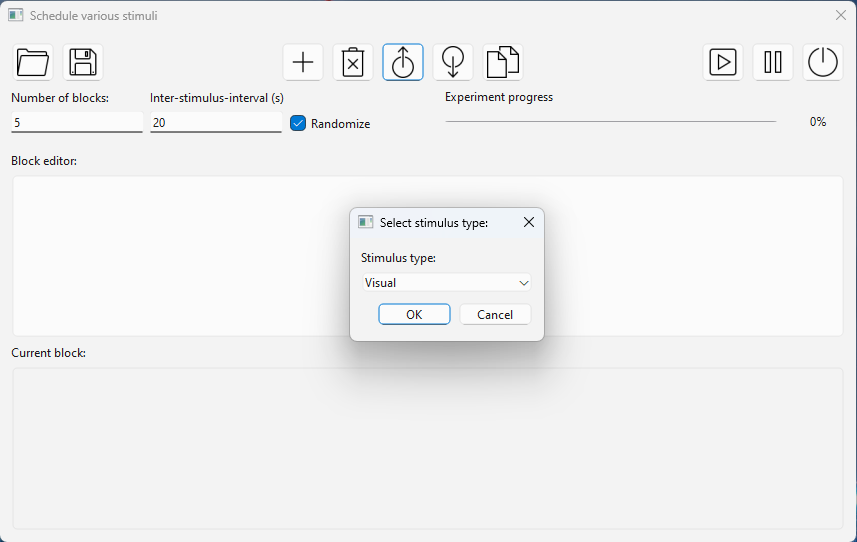 Schedule various stimuli
Number of blocks:
Inter-stimulus-interval (s)
Experiment progress
5
20
Randomize
0%
Block editor:
Select stimulus type:
Stimulus type:
Visual
OK
Cancel
Current block: